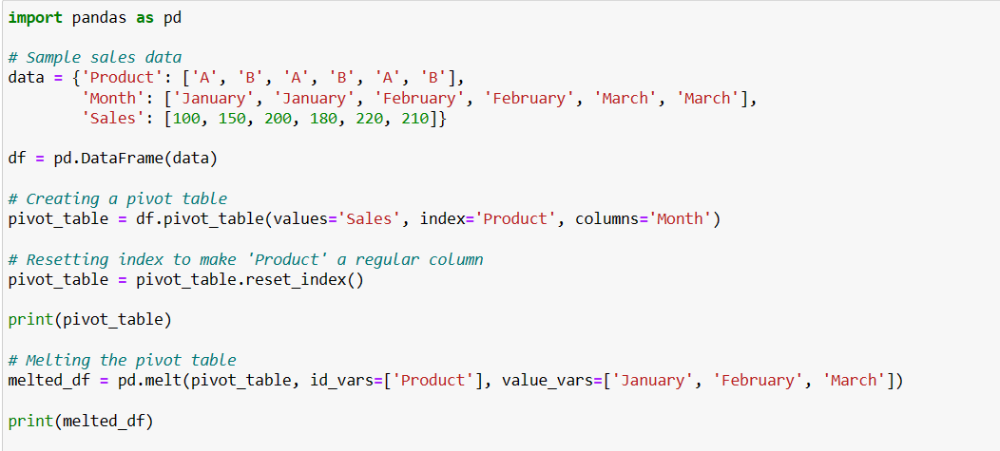 import pandas as pd
# Sample sales data
data = {'Product': ['A', 'B', 'A', 'B', 'A', 'B'],
        'Month': ['January', 'January', 'February', 'February', 'March', 'March'],
        'Sales': [100, 150, 200, 180, 220, 210]}
df = pd.DataFrame(data)
# Creating a pivot table
pivot_table = df.pivot_table(values='Sales', index='Product', columns='Month')
# Resetting index to make 'Product' a regular column
pivot_table = pivot_table.reset_index()
print(pivot_table)
# Melting the pivot table
melted_df = pd.melt(pivot_table, id_vars=['Product'], value_vars=['January', 'February', 'March'])
print(melted_df)